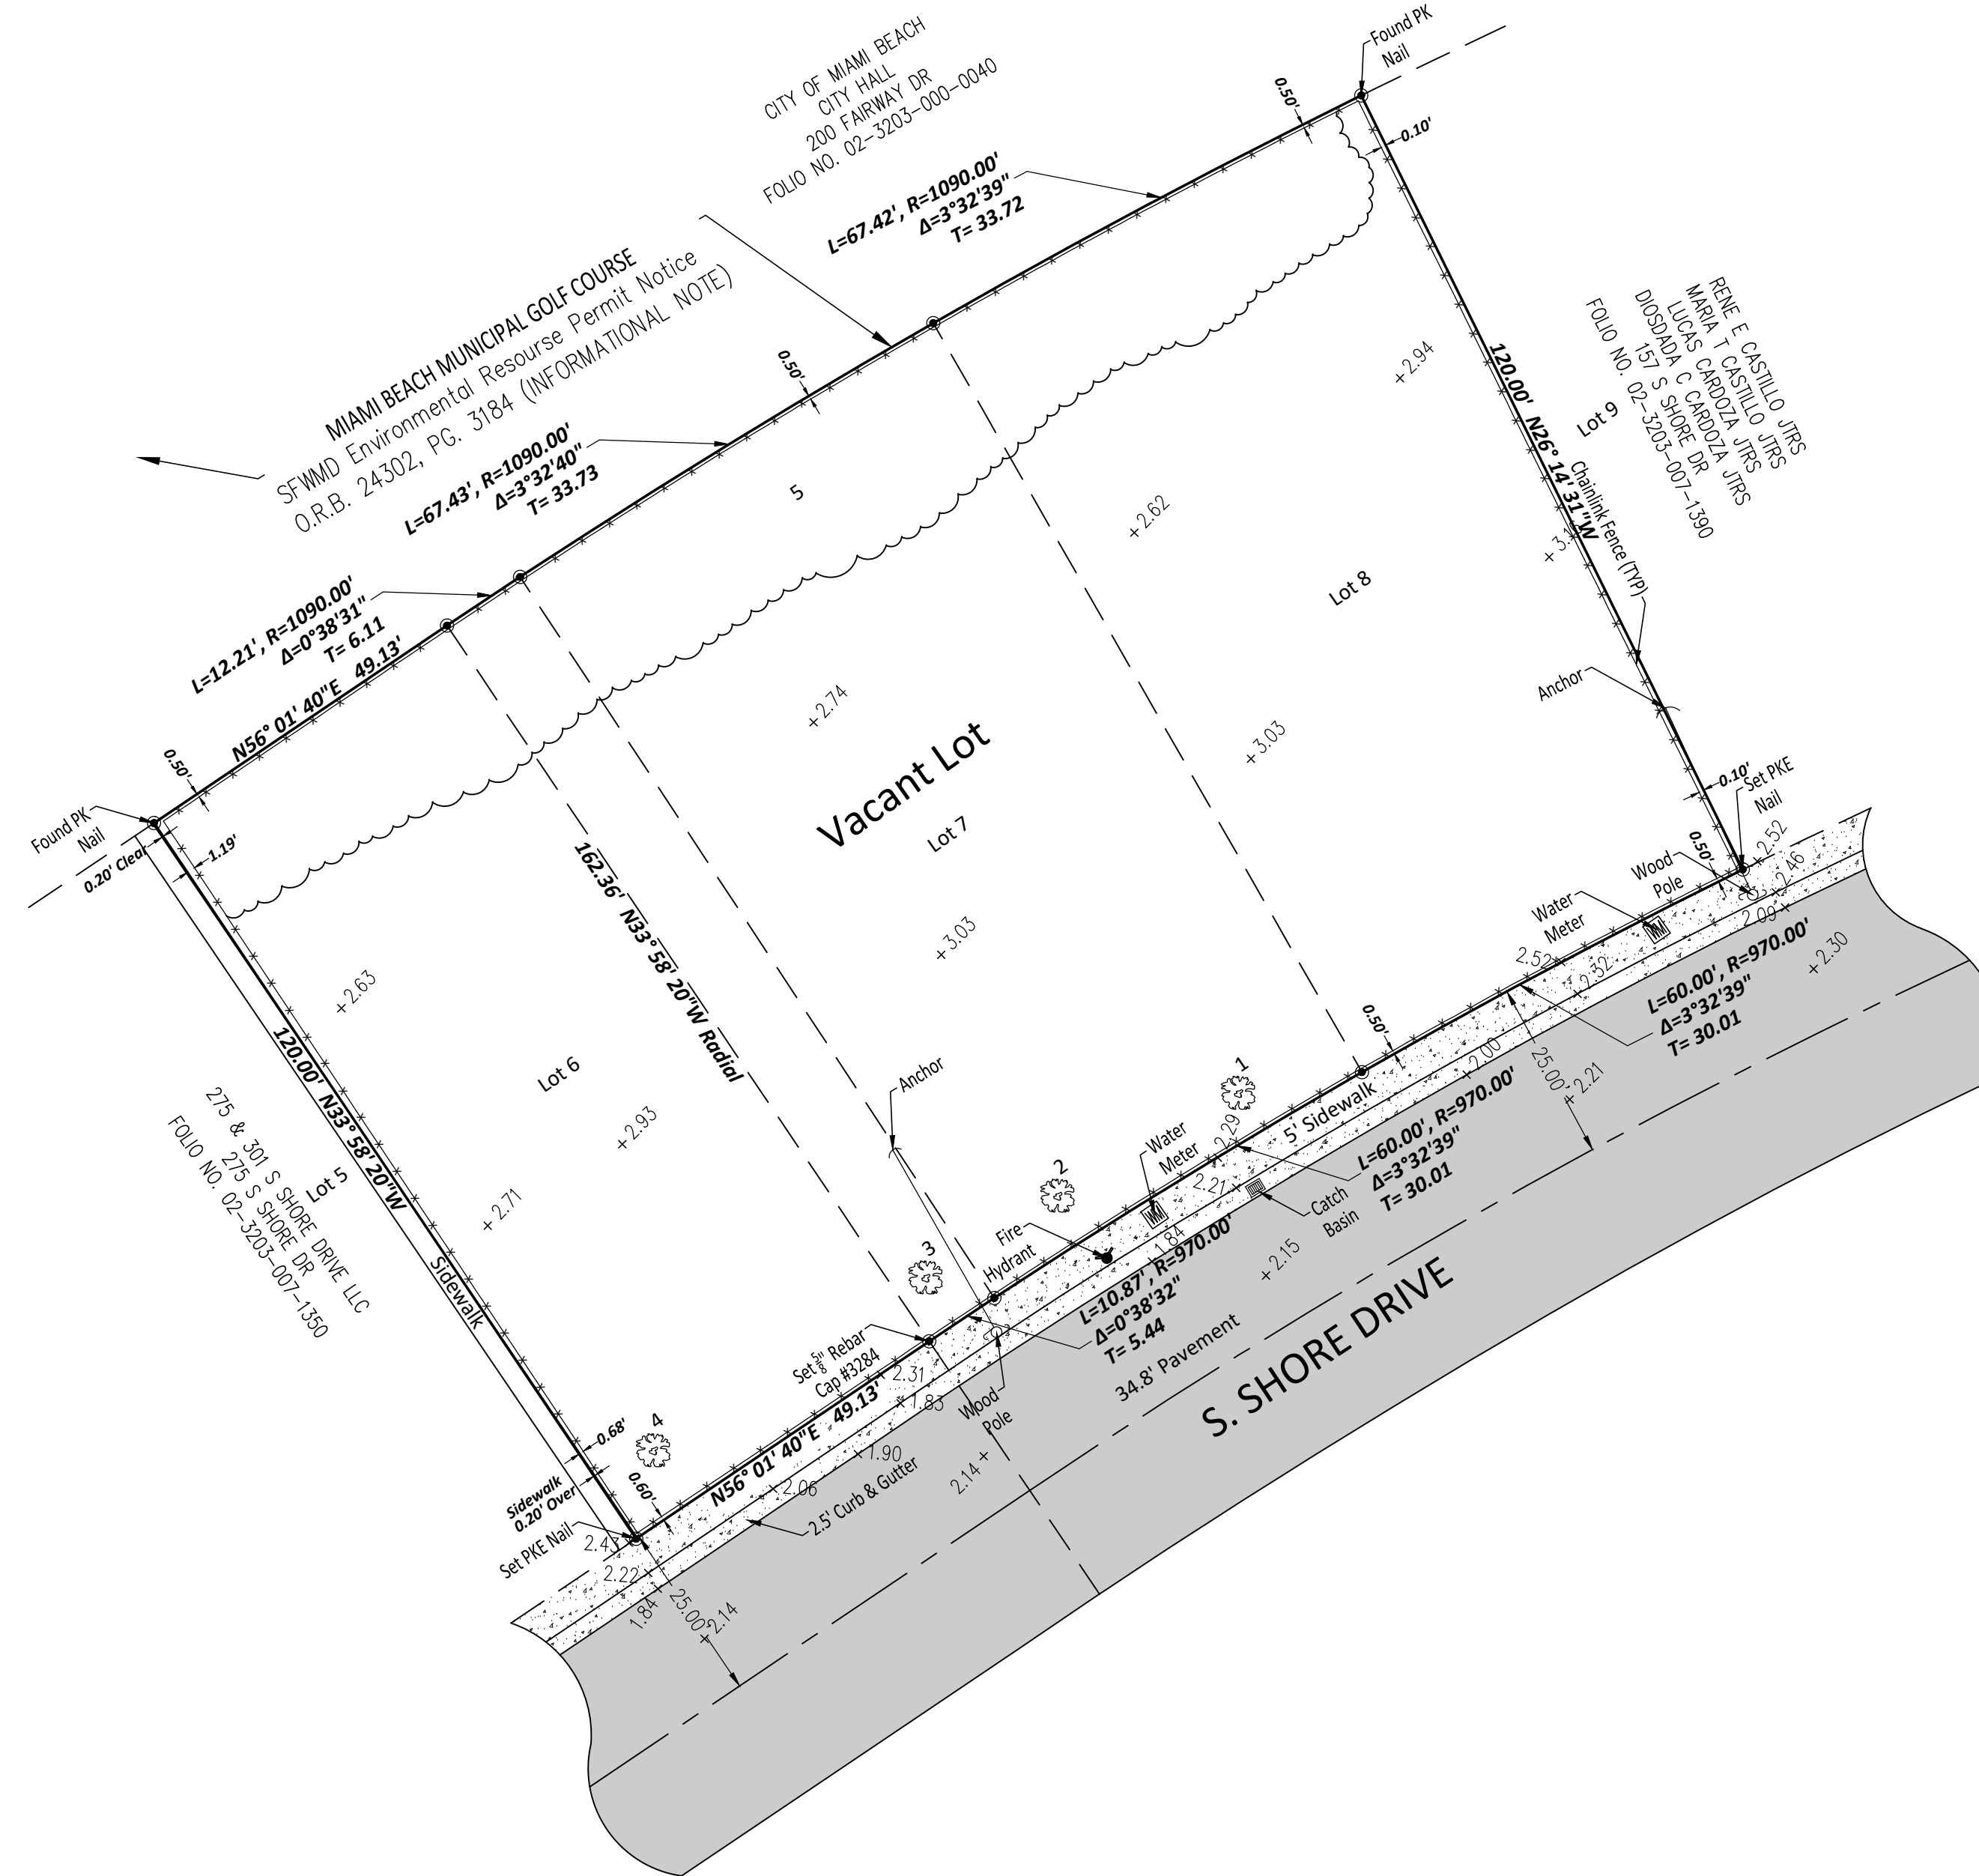 Found PK
Nail
CITY OF MIAMI BEACH
CITY HALL
200 FAIRWAY DR
FOLIO NO. 02-3203-000-0040
0.50'
0.10'
L=67.42', R=1090.00'
Δ=3°32'39"
T= 33.72
MIAMI BEACH MUNICIPAL GOLF COURSE
SFWMD Environmental Resourse Permit Notice
O.R.B. 24302, PG. 3184 (INFORMATIONAL NOTE)
0.50'
L=67.43', R=1090.00'
Δ=3°32'40"
T= 33.73
5
L=12.21', R=1090.00'
Δ=0°38'31"
T= 6.11
N56° 01' 40"E 49.13'
0.50'
Found PK
Nail
0.20' Clear
1.19'
RENE E CASTILLO JTRS
MARIA T CASTILLO JTRS
LUCAS CARDOZA JTRS
DIOSDADA C CARDOZA JTRS
157 S SHORE DR
FOLIO NO. 02-3203-007-1390
Lot 9
120.00' N26° 14' 31"W
Chainlink Fence (TYP)
+2.94
+2.62
Lot 8
+2.74
Vacant Lot
+3.03
Lot 7
+3.03
Anchor
0.10'
Set PKE
Nail
162.36' N33° 58' 20"W Radial
+2.63
Lot 6
+2.93
+2.71
120.00' N33° 58' 20"W
Sidewalk
Lot 5
275 & 301 S SHORE DRIVE LLC
275 S SHORE DR
FOLIO NO. 02-3203-007-1350
Wood
Pole
0.50'
2.52
2.46
2.09
Water
Meter
WM
2.52
2.32
+2.30
L=60.00', R=970.00'
Δ=3°32'39"
T= 30.01
0.50'
2.00
25.00'
+2.21
Anchor
1
5' Sidewalk
2.29
L=60.00', R=970.00'
Δ=3°32'39"
T= 30.01
Water
Meter
WM
2.21
Catch
Basin
2
Fire
Hydrant
1.84
+2.15
3
L=10.87', R=970.00'
Δ=0°38'32"
T= 5.44
34.8' Pavement
S. SHORE DRIVE
Set 5/8" Rebar
Cap #3284
2.31
1.83
Wood
Pole
N56° 01' 40"E 49.13'
1.90
2.14 +
2.06
2.5' Curb & Gutter
4
0.68'
0.60'
Sidewalk
0.20' Over
Set PKE Nail
2.43
2.22
1.84
25.00'
+2.14